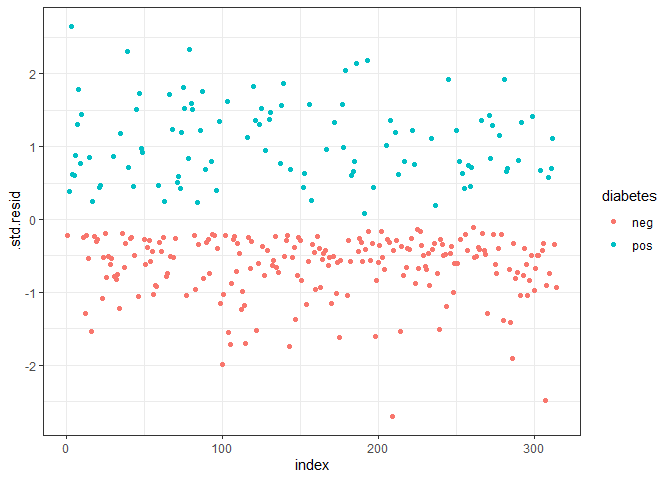 2
1
0
-1
-2
.std.resid
0
100
200
300
index
diabetes
neg
pos